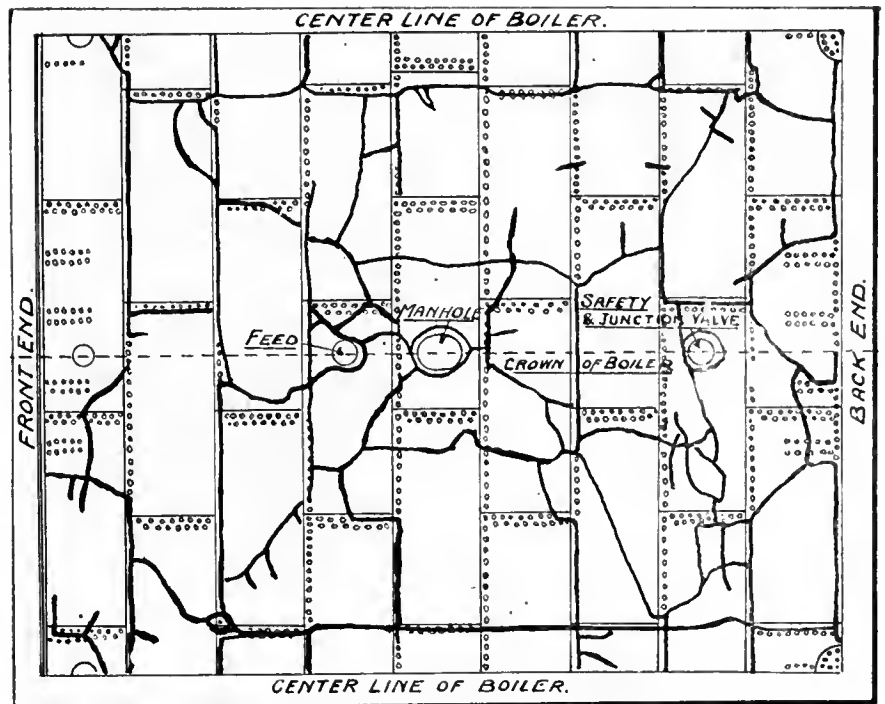 CENTER LINE OF BOILER.
FRONT END.
FEED
MANHOLE
SAFETY
& JUNCTION VALVE
CROWN OF BOILER
BACK END.
CENTER LINE OF BOILER.